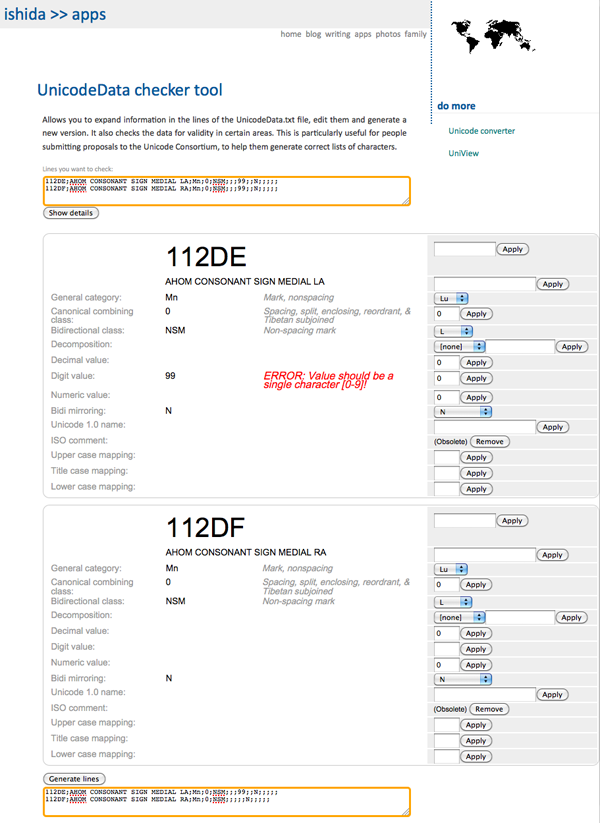 ishida >> apps
home blog writing apps photos family
UnicodeData checker tool
do more
Allows you to expand information in the lines of the UnicodeData.txt file, edit them and generate a
new version. It also checks the data for validity in certain areas. This is particularly useful for people
submitting proposals to the Unicode Consortium, to help them generate correct lists of characters.
Unicode converter
UniView
Lines you want to check:
112DE;AHOM CONSONANT SIGN MEDIAL LA;Mn;0;NSM;;;99;;N;;;;;
112DF;AHOM CONSONANT SIGN MEDIAL RA;Mn;0;NSM;;;;;N;;;;;
Show details
112DE Apply
AHOM CONSONANT SIGN MEDIAL LA Apply
General category: Mn Mark, nonspacing Lu
Canonical combining class: 0 Spacing, split, enclosing, reordrant, & Tibetan subjoined 0 Apply
Bidirectional class: NSM Non-spacing mark L
Decomposition: [none] Apply
Decimal value: 0 Apply
Digit value: 99 ERROR: Value should be a single character [0-9]! 0 Apply
Numeric value: 0 Apply
Bidi mirroring: N N
Unicode 1.0 name: Apply
ISO comment: (Obsolete) Remove
Upper case mapping: Apply
Title case mapping: Apply
Lower case mapping: Apply
112DF Apply
AHOM CONSONANT SIGN MEDIAL RA Apply
General category: Mn Mark, nonspacing Lu
Canonical combining class: 0 Spacing, split, enclosing, reordrant, & Tibetan subjoined 0 Apply
Bidirectional class: NSM Non-spacing mark L
Decomposition: [none] Apply
Decimal value: 0 Apply
Digit value: Apply
Numeric value: 0 Apply
Bidi mirroring: N N
Unicode 1.0 name: Apply
ISO comment: (Obsolete) Remove
Upper case mapping: Apply
Title case mapping: Apply
Lower case mapping: Apply
Generate lines
112DE;AHOM CONSONANT SIGN MEDIAL LA;Mn;0;NSM;;;99;;N;;;;;
112DF;AHOM CONSONANT SIGN MEDIAL RA;Mn;0;NSM;;;;;N;;;;;